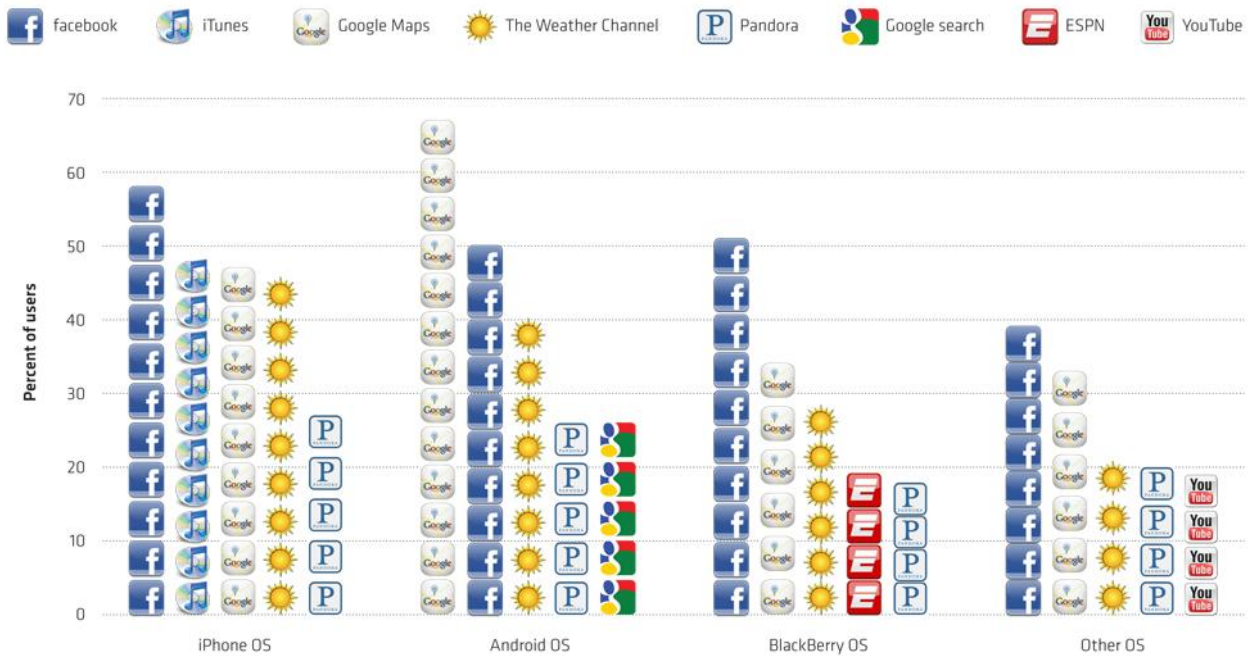 facebook
iTunes
Google Maps
The Weather Channel
Pandora
Google search
ESPN
YouTube
Percent of users
70
60
50
40
30
20
10
0
iPhone OS
Android OS
BlackBerry OS
Other OS